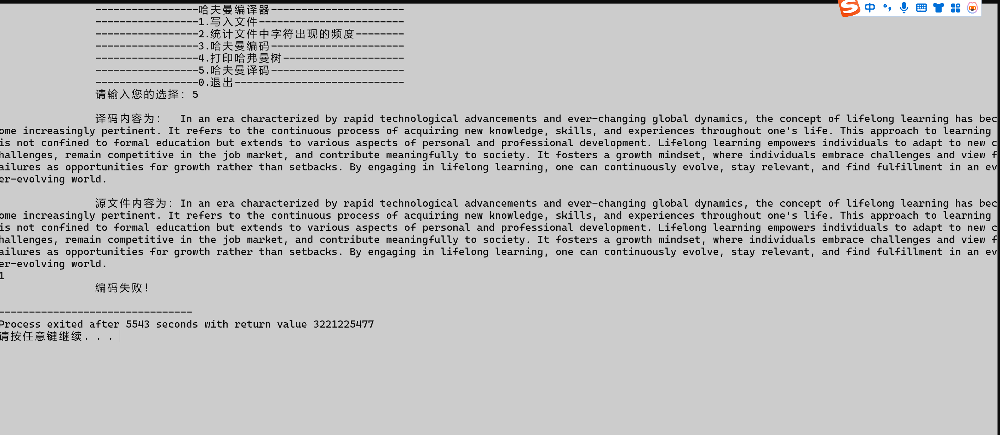 -----------------哈夫曼编译器----------------------
-----------------1.写入文件------------------------
-----------------2.统计文件中字符出现的频度--------
-----------------3.哈夫曼编码----------------------
-----------------4.打印哈弗曼树--------------------
-----------------5.哈夫曼译码----------------------
-----------------0.退出----------------------------
请输入您的选择: 5
译码内容为:   In an era characterized by rapid technological advancements and ever-changing global dynamics, the concept of lifelong learning has bec
ome increasingly pertinent. It refers to the continuous process of acquiring new knowledge, skills, and experiences throughout one's life. This approach to learning
is not confined to formal education but extends to various aspects of personal and professional development. Lifelong learning empowers individuals to adapt to new c
hallenges, remain competitive in the job market, and contribute meaningfully to society. It fosters a growth mindset, where individuals embrace challenges and view f
ailures as opportunities for growth rather than setbacks. By engaging in lifelong learning, one can continuously evolve, stay relevant, and find fulfillment in an ev
er-evolving world.
源文件内容为: In an era characterized by rapid technological advancements and ever-changing global dynamics, the concept of lifelong learning has bec
ome increasingly pertinent. It refers to the continuous process of acquiring new knowledge, skills, and experiences throughout one's life. This approach to learning
is not confined to formal education but extends to various aspects of personal and professional development. Lifelong learning empowers individuals to adapt to new c
hallenges, remain competitive in the job market, and contribute meaningfully to society. It fosters a growth mindset, where individuals embrace challenges and view f
ailures as opportunities for growth rather than setbacks. By engaging in lifelong learning, one can continuously evolve, stay relevant, and find fulfillment in an ev
er-evolving world.
1
编码失败!
--------------------------------
Process exited after 5543 seconds with return value 3221225477
请按任意键继续. . .
S 中